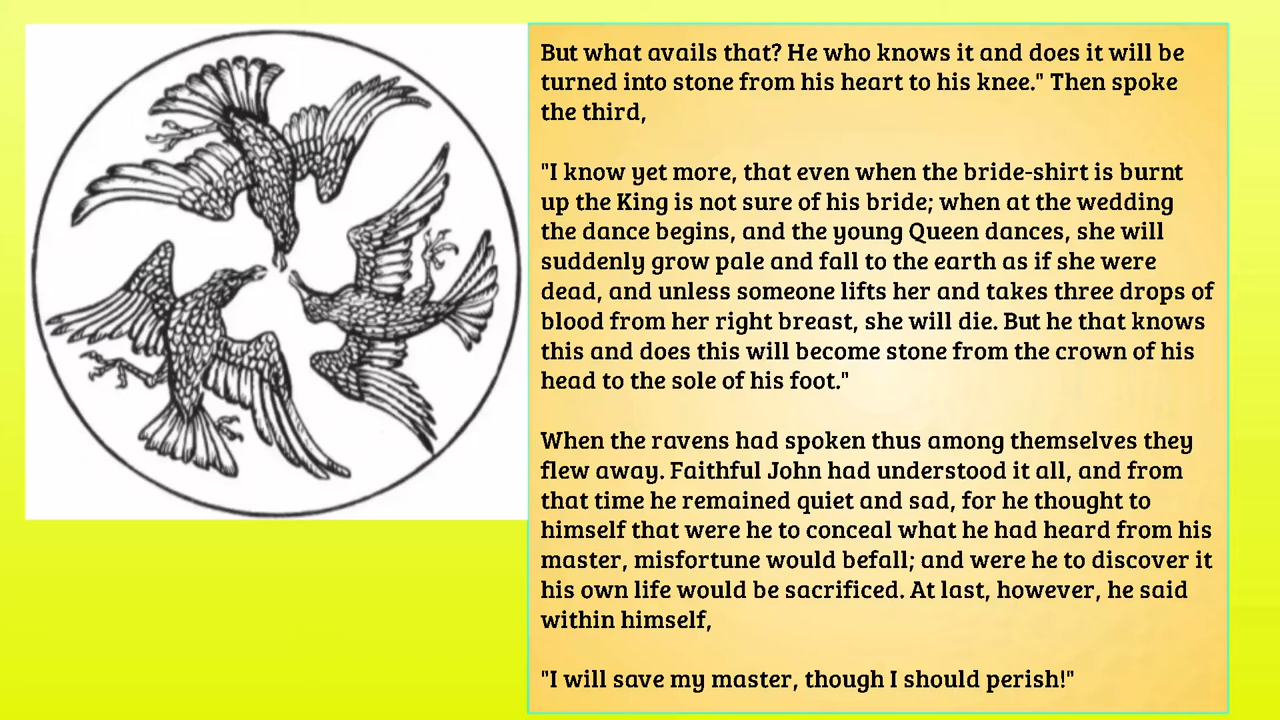 But what avails that? He who knows it and does it will be
turned into stone from his heart to his knee." Then spoke
the third,
"I know yet more, that even when the bride-shirt is burnt
up the King is not sure of his bride; when at the wedding
the dance begins, and the young Queen dances, she will
suddenly grow pale and fall to the earth as if she were
dead, and unless someone lifts her and takes three drops of
blood from her right breast, she will die. But he that knows
this and does this will become stone from the crown of his
head to the sole of his foot."
When the ravens had spoken thus among themselves they
flew away. Faithful John had understood it all, and from
that time he remained quiet and sad, for he thought to
himself that were he to conceal what he had heard from his
master, misfortune would befall; and were he to discover it
his own life would be sacrificed. At last, however, he said
within himself,
"I will save my master, though I should perish!"